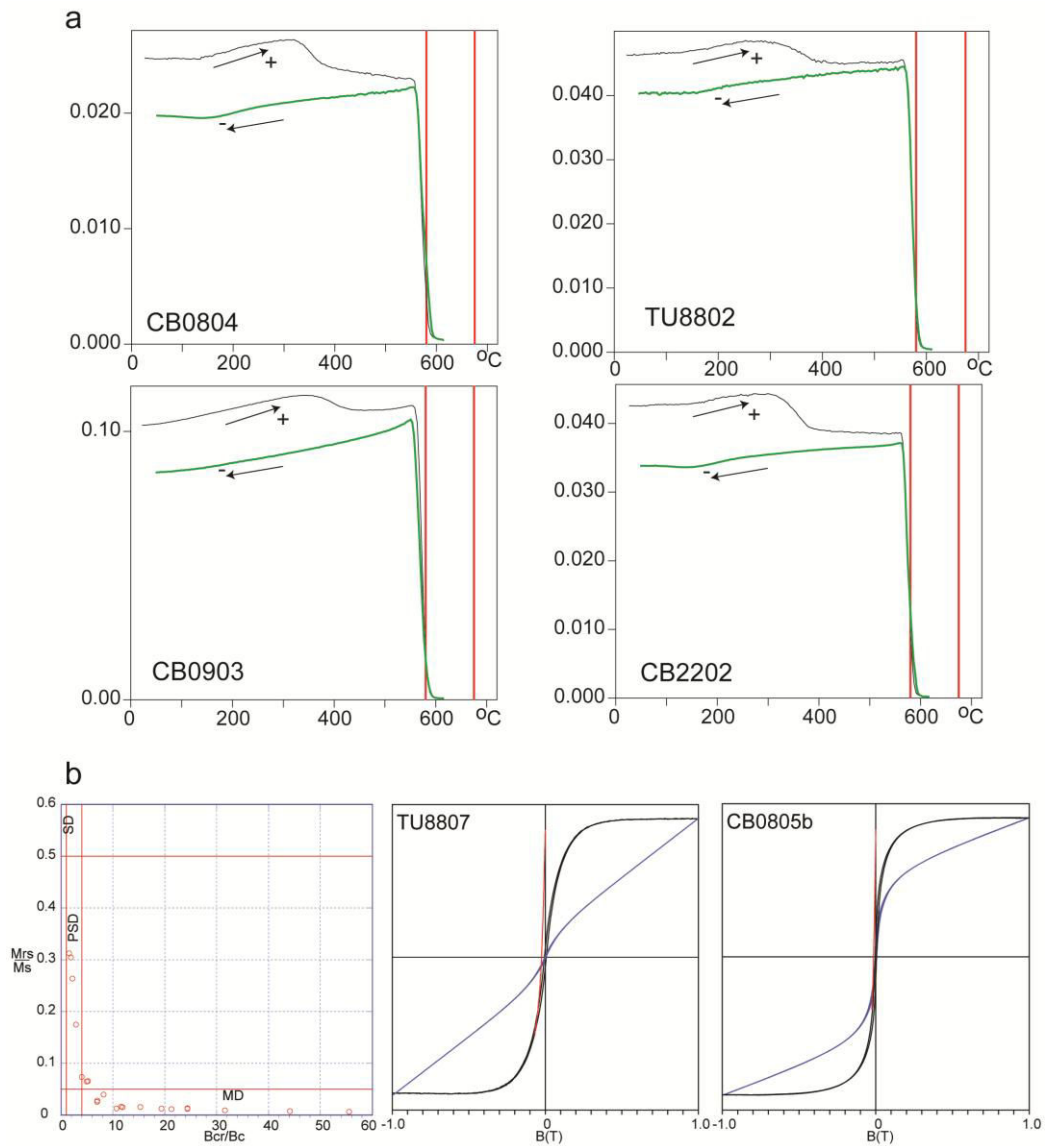 a
0.020
0.010
0.000
+
-
CB0804
0 200 400 600 ºC
0.040
0.030
0.020
0.010
0.000
+
-
TU8802
0 200 400 600 ºC
0.10
0.00
+
-
CB0903
0 200 400 600 ºC
0.040
0.030
0.020
0.010
0.000
+
-
CB2202
0 200 400 600 ºC
b
0.6
0.5
0.4
0.3
0.2
0.1
0
Mrs
Ms
SD
PSD
MD
0 10 20 30 40 50 60
Bcr/Bc
TU8807
-1.0 1.0
B(T)
CB0805b
-1.0 1.0
B(T)